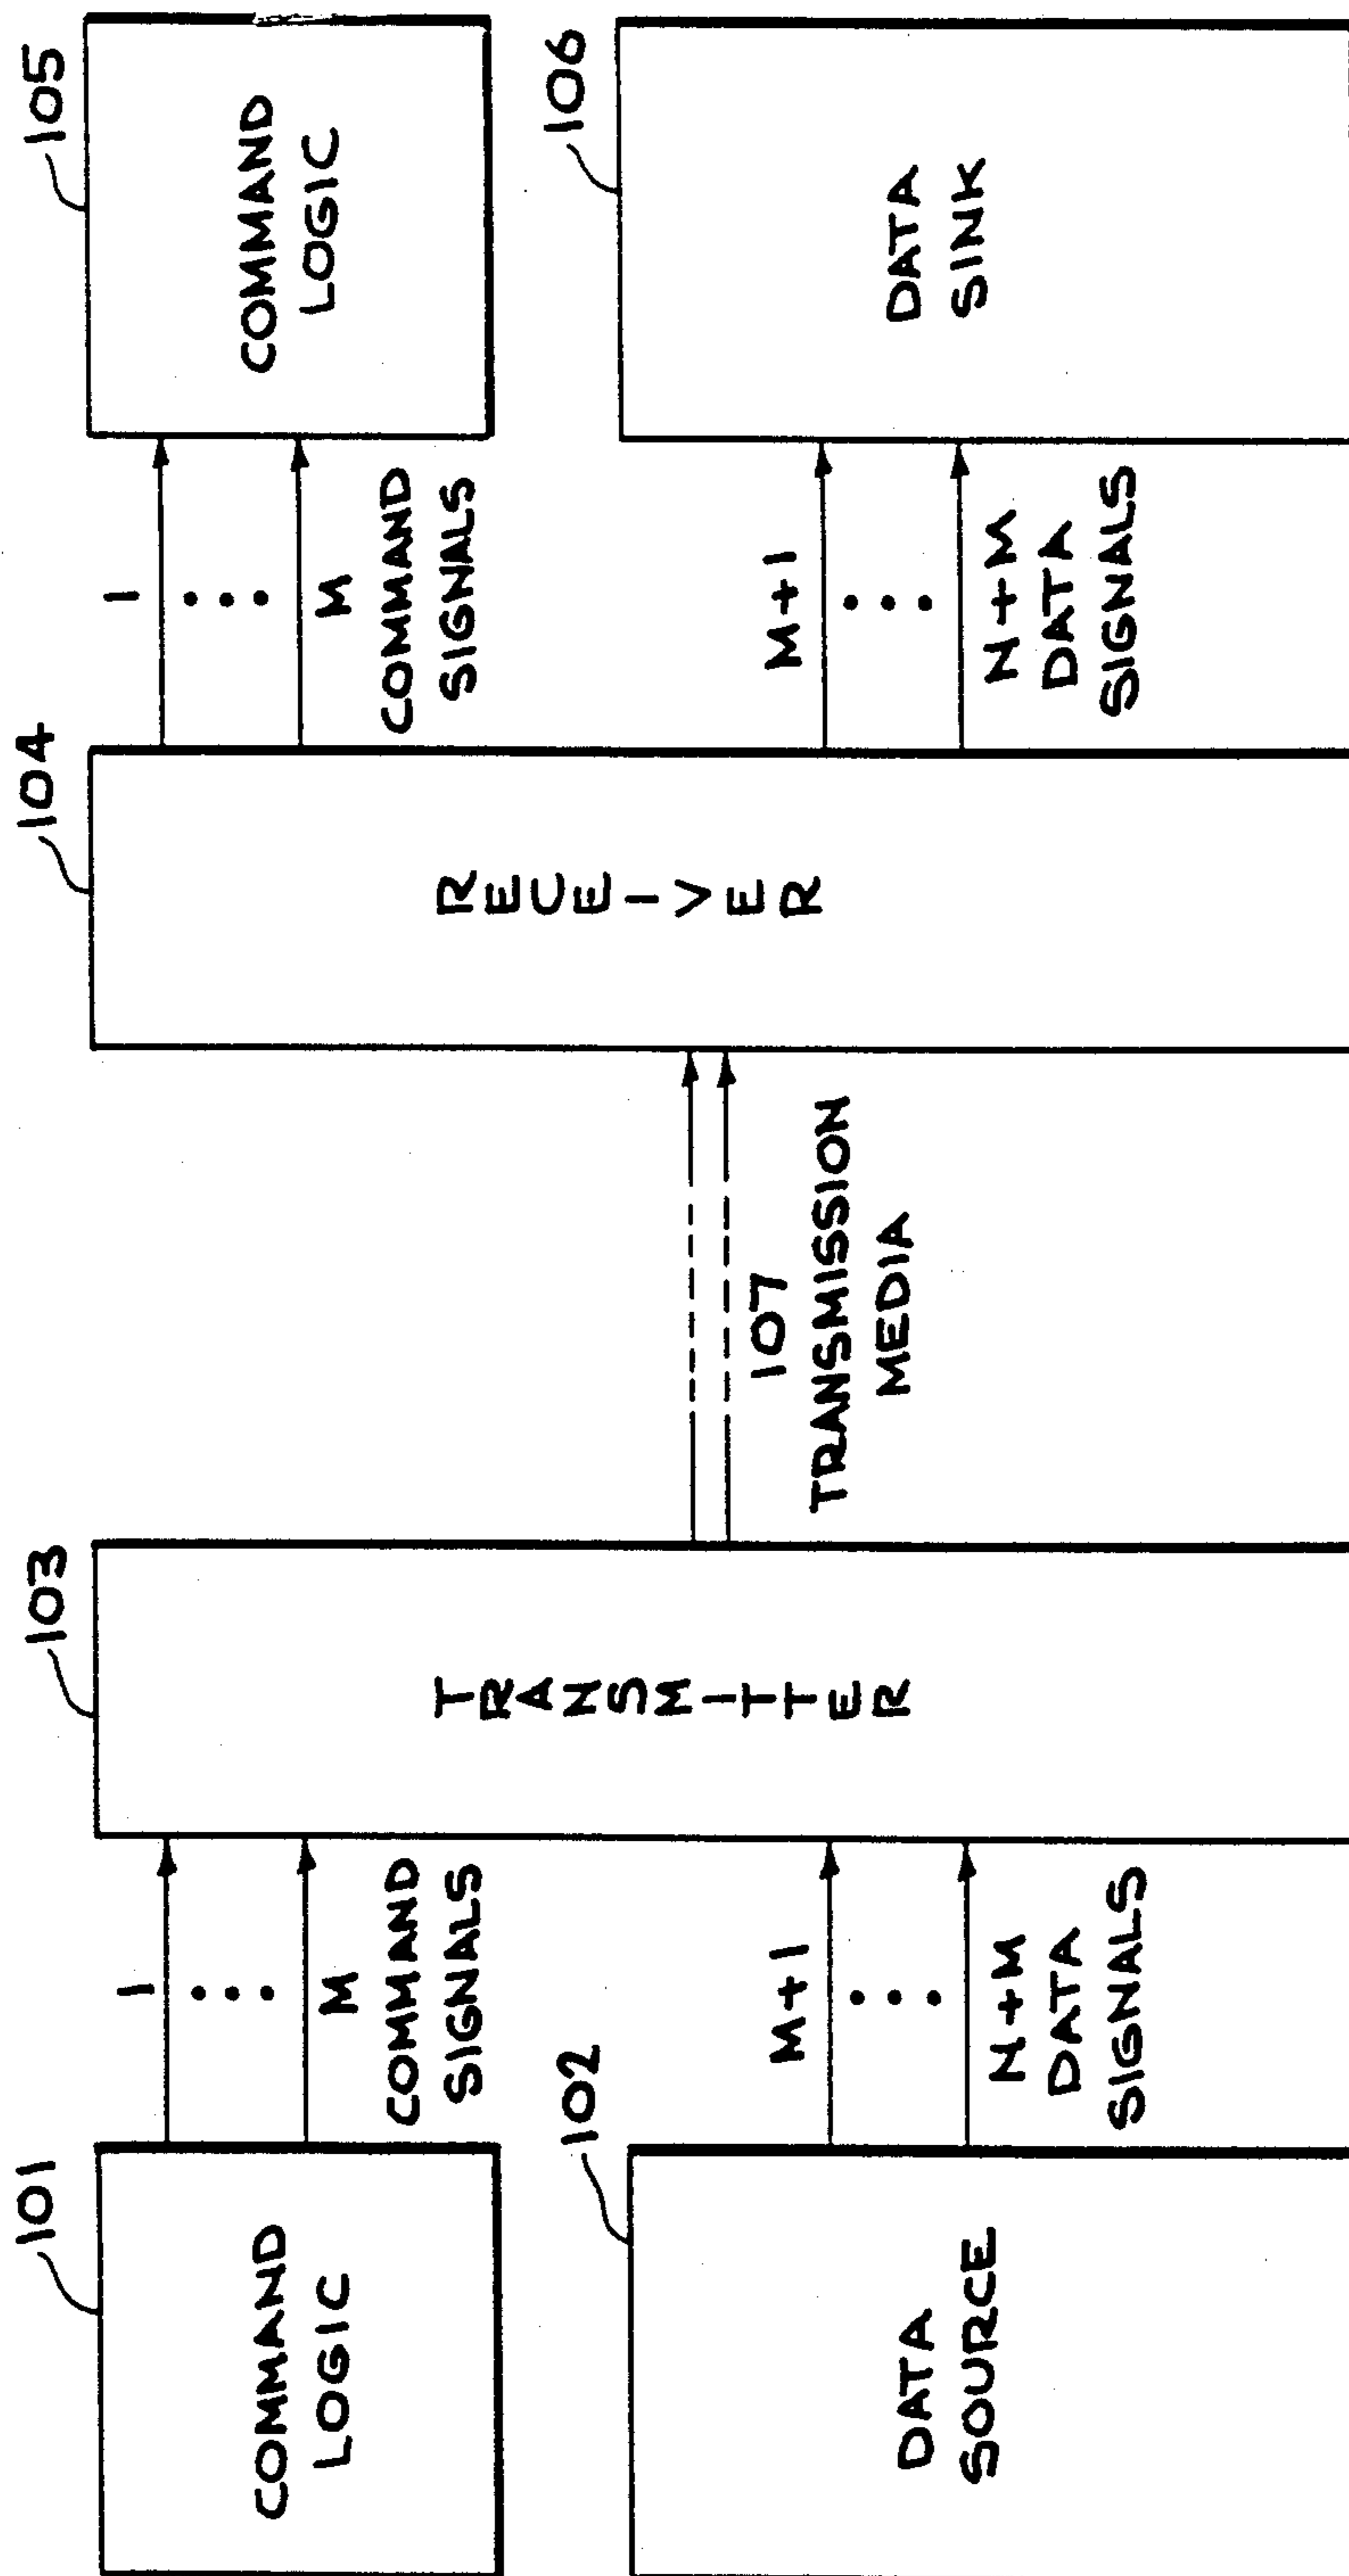 101
COMMAND
LOGIC
1
M
COMMAND
SIGNALS
102
DATA
SOURCE
M+1
N+M
DATA
SIGNALS
103
TRANSMITTER
107
TRANSMISSION
MEDIA
104
RECEIVER
1
M
COMMAND
SIGNALS
M+1
N+M
DATA
SIGNALS
105
COMMAND
LOGIC
106
DATA
SINK